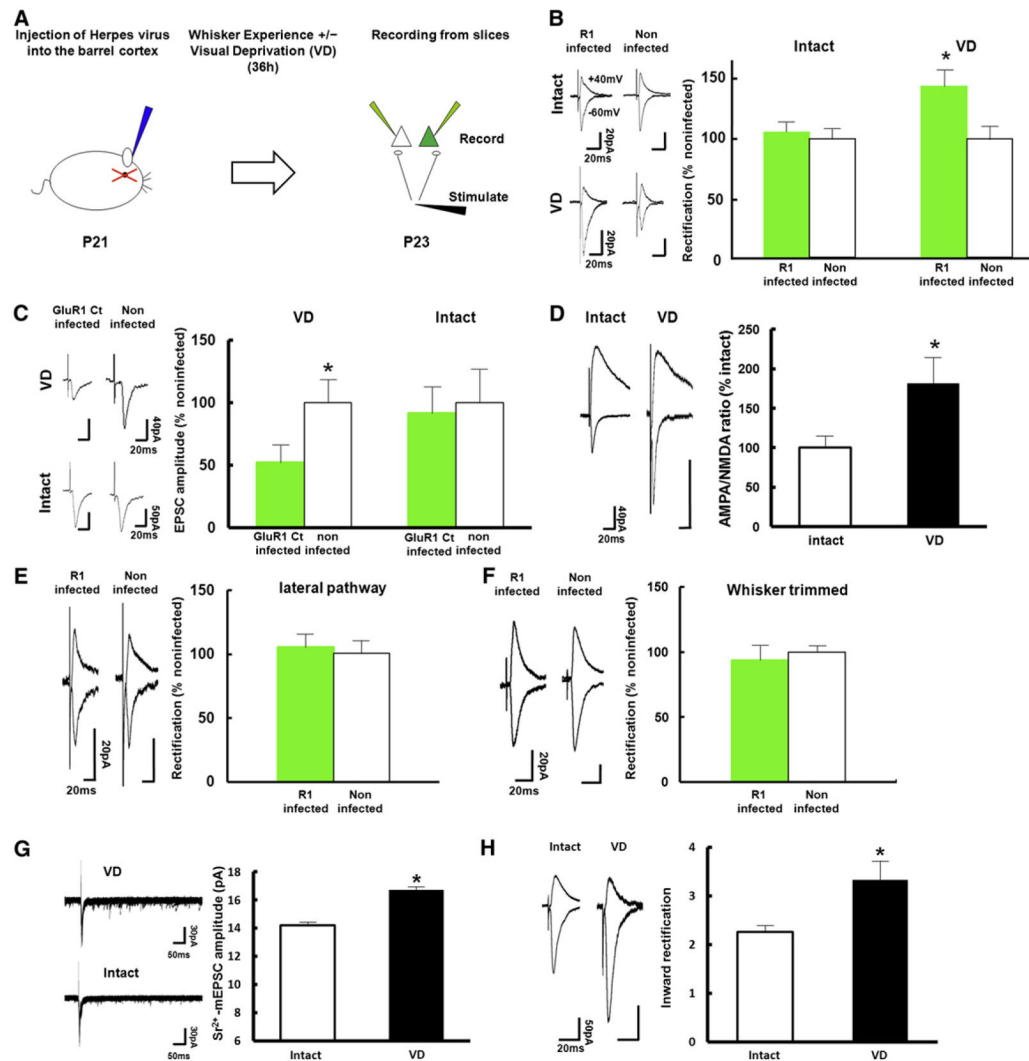 A
Injection of Herpes virus
into the barrel cortex
Whisker Experience +/−
Visual Deprivation (VD)
(36h)
Recording from slices
Record
Stimulate
P21
P23
B
R1
infected
Non
infected
Intact
VD
Intact
+40mV
-60mV
20pA
20ms
VD
20pA
20ms
Rectification (% noninfected)
150
100
50
*
R1
infected
Non
infected
R1
infected
Non
infected
C
GluR1 Ct
infected
Non
infected
VD
Intact
VD
40pA
20ms
Intact
50pA
20ms
EPSC amplitude (% noninfected)
150
100
50
0
*
GluR1 Ct
infected
non
infected
GluR1 Ct
infected
non
infected
D
Intact
VD
40pA
20ms
AMPA/NMDA ratio (% intact)
250
200
150
100
50
0
*
intact
VD
E
R1
infected
Non
infected
lateral pathway
20pA
20ms
Rectification (% noninfected)
150
100
50
0
R1
infected
Non
infected
F
R1
infected
Non
infected
Whisker trimmed
20pA
20ms
Rectification (% noninfected)
150
100
50
0
R1
infected
Non
infected
G
VD
30pA
50ms
Intact
30pA
50ms
Sr2+ -mEPSC amplitude (pA)
18
16
14
12
10
8
6
*
Intact
VD
H
Intact
VD
50pA
20ms
Inward rectification
4
3
2
1
0
*
Intact
VD